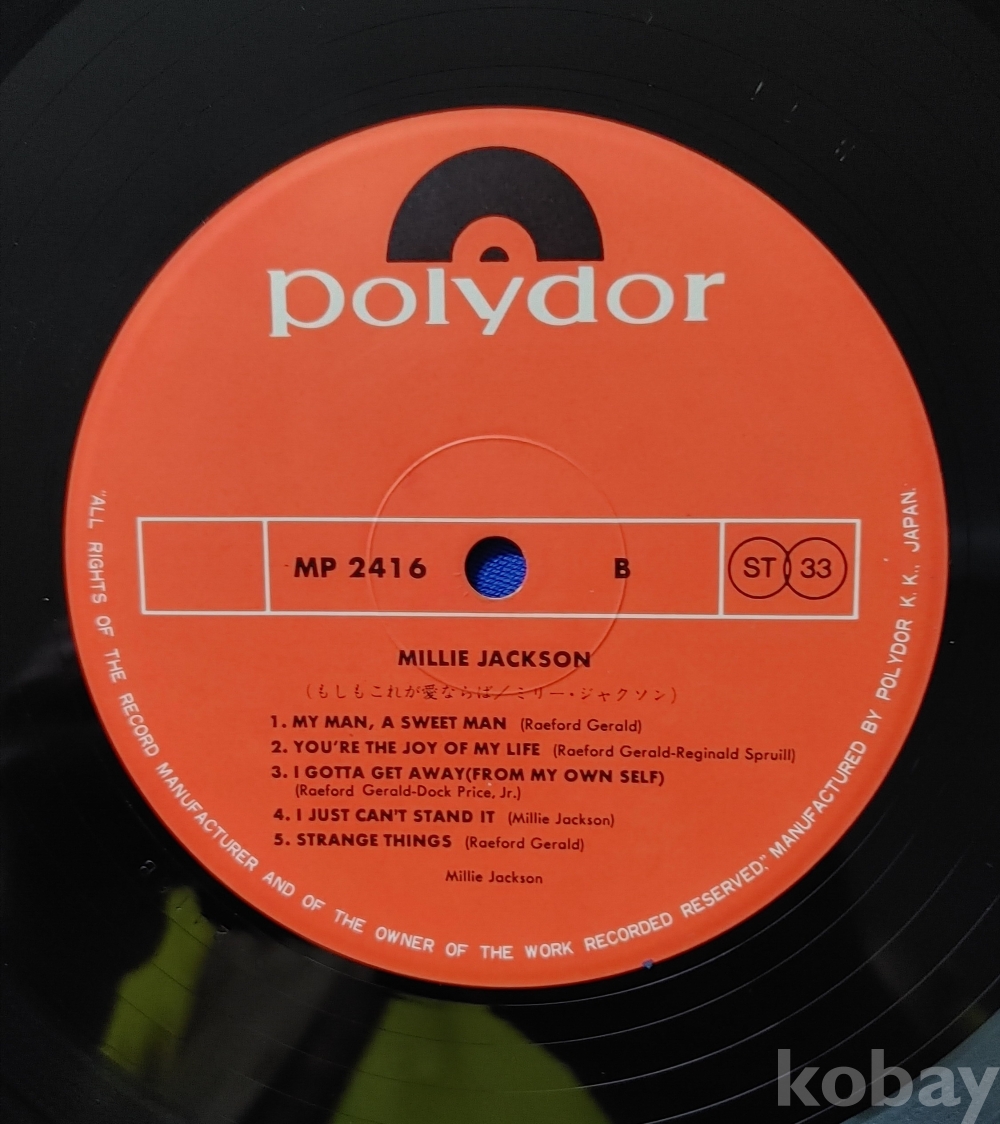 polydor
MP 2416 B ST 33
MILLIE JACKSON
(もしもこれが愛ならば/ミリー・ジャクソン)
1. MY MAN, A SWEET MAN (Raeford Gerald)
2. YOU'RE THE JOY OF MY LIFE (Raeford Gerald-Reginald Spruill)
3. I GOTTA GET AWAY(FROM MY OWN SELF)
(Raeford Gerald-Dock Price, Jr.)
4. I JUST CAN'T STAND IT (Millie Jackson)
5. STRANGE THINGS (Raeford Gerald)
Millie Jackson
"ALL RIGHTS OF THE RECORD MANUFACTURER AND OF THE OWNER OF THE WORK RECORDED RESERVED." MANUFACTURED BY POLYDOR K. K., JAPAN.
kobay